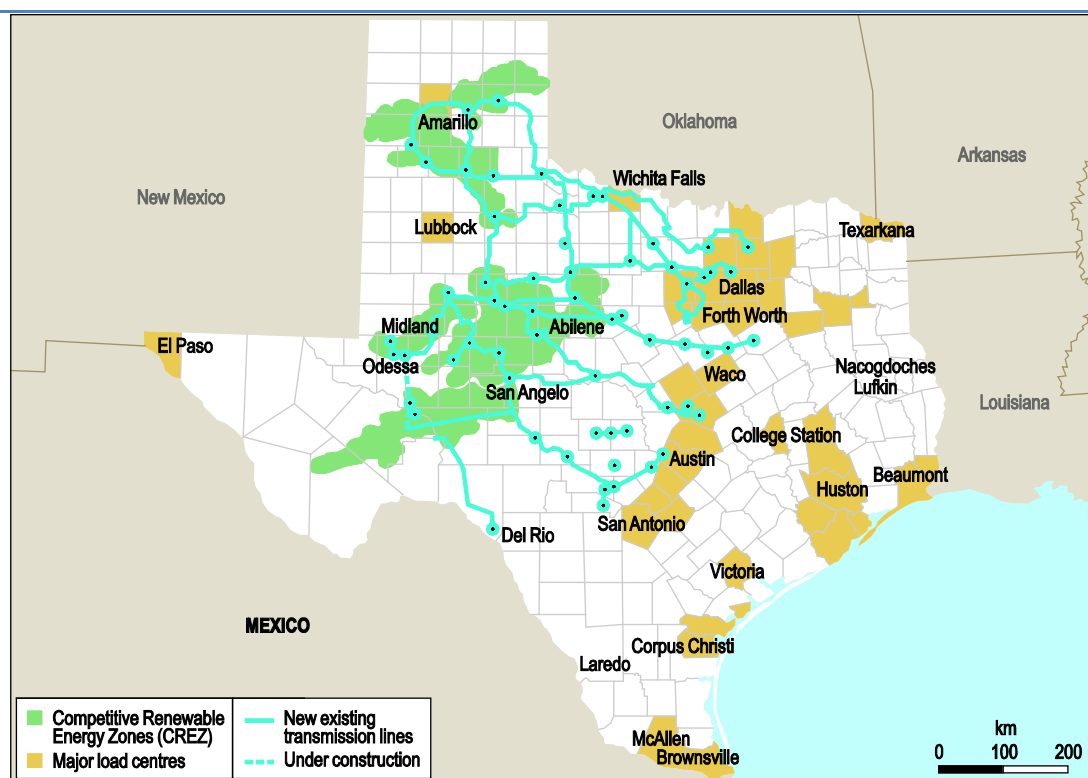 Oklahoma
Arkansas
New Mexico
Amarillo
Wichita Falls
Lubbock
Texarkana
Dallas
Forth Worth
Midland
Abilene
El Paso
Odessa
San Angelo
Waco
Nacogdoches
Lufkin
Louisiana
College Station
Austin
Beaumont
Huston
San Antonio
Del Rio
Victoria
MEXICO
Corpus Christi
Laredo
McAllen
Brownsville
Competitive Renewable
Energy Zones (CREZ)
Major load centres
New existing
transmission lines
Under construction
km
0 100 200